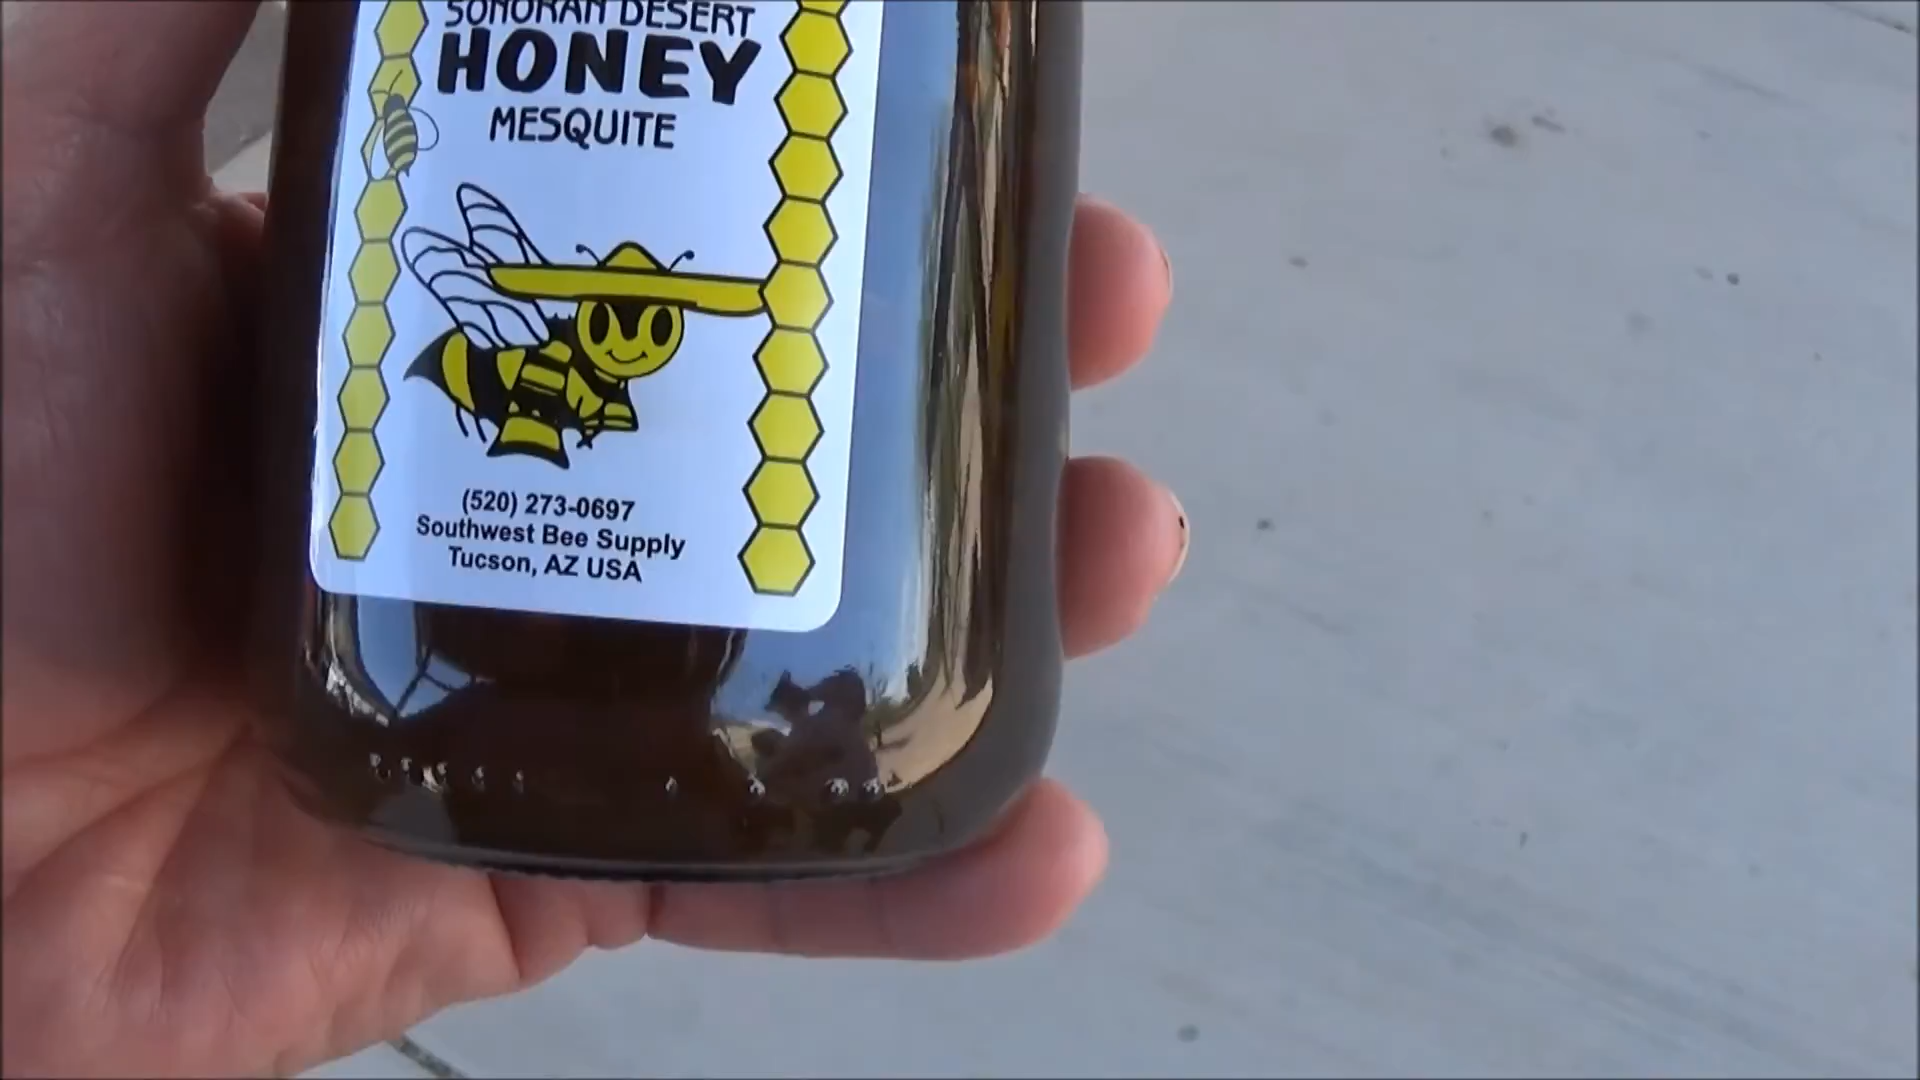 SONORAN DESERT
HONEY
MESQUITE
(520) 273-0697
Southwest Bee Supply
Tucson, AZ USA